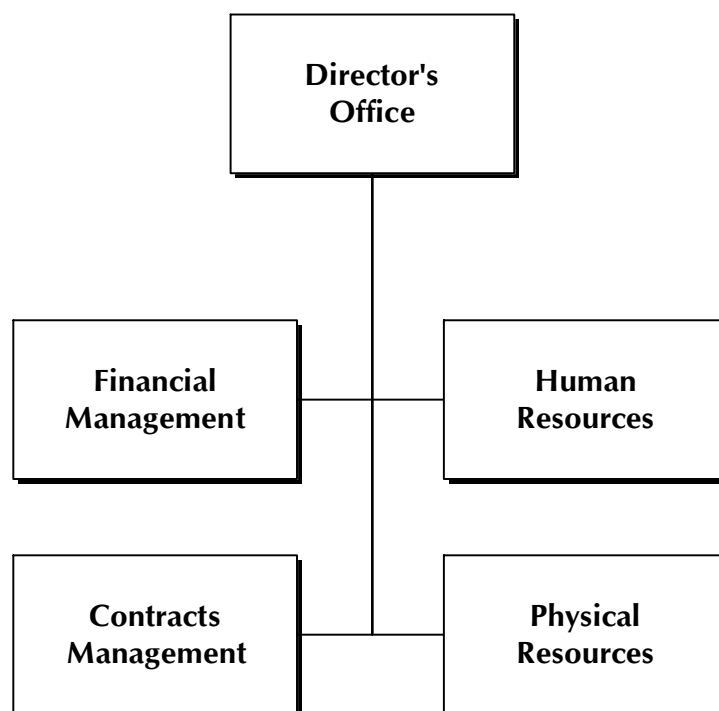 Director's
Office
Financial
Management
Human
Resources
Contracts
Management
Physical
Resources